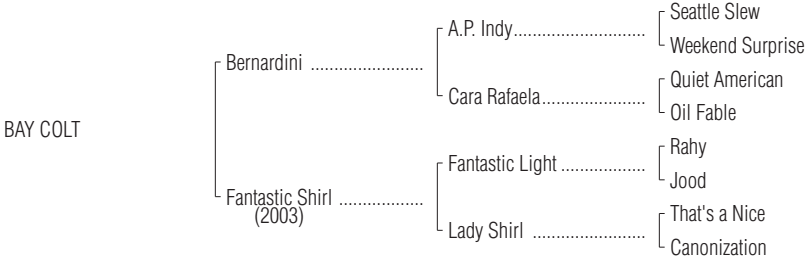 BAY COLT
Bernardini ........................
Fantastic Shirl ..................
(2003)
A.P. Indy............................
Cara Rafaela......................
Fantastic Light ..................
Lady Shirl ........................
Seattle Slew
Weekend Surprise
Quiet American
Oil Fable
Rahy
Jood
That's a Nice
Canonization